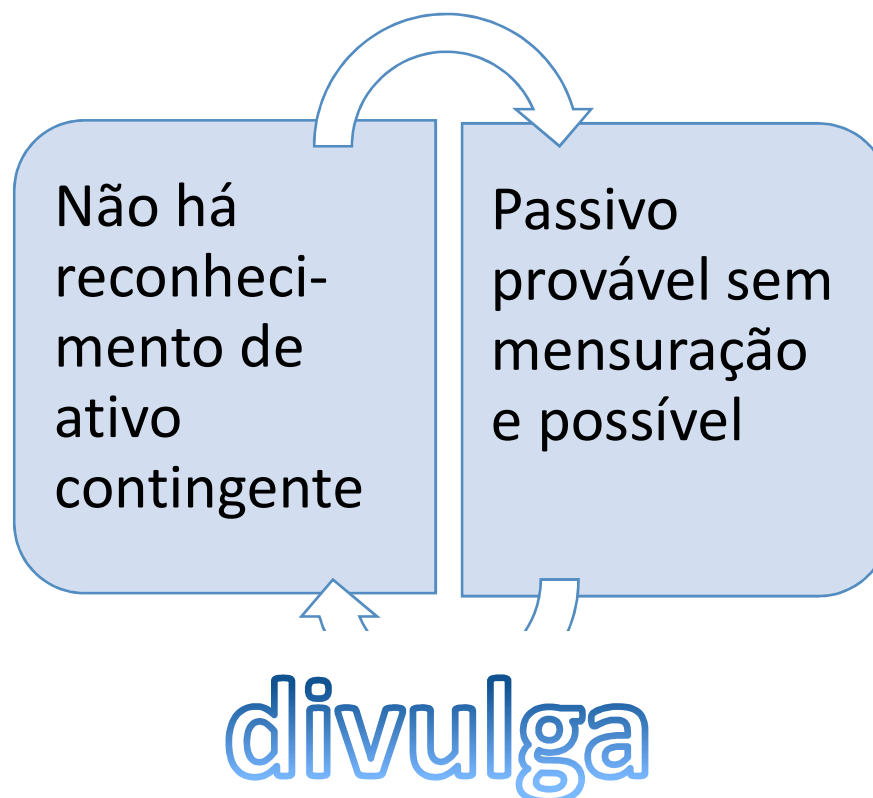 Não há
reconheci-
mento de
ativo
contingente
Passivo
provável sem
mensuração
e possível
divulga